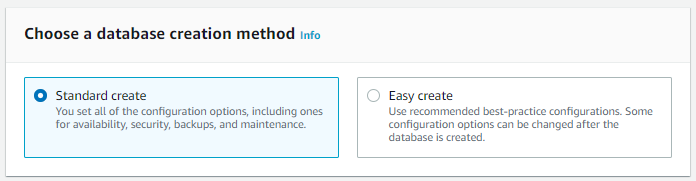 Choose a database creation method Info
Standard create
You set all of the configuration options, including ones
for availability, security, backups, and maintenance.
Easy create
Use recommended best-practice configurations. Some
configuration options can be changed after the
database is created.